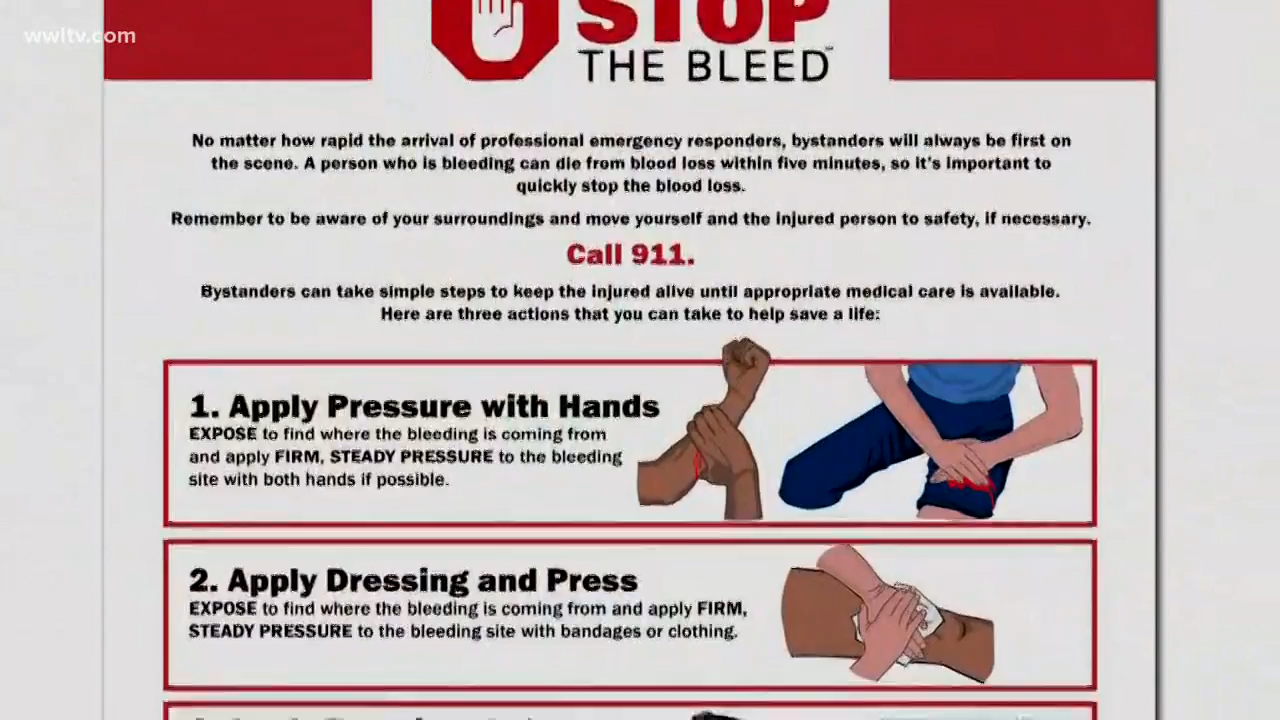 wwltv.com
STOP
THE BLEED™
No matter how rapid the arrival of professional emergency responders, bystanders will always be first on
the scene. A person who is bleeding can die from blood loss within five minutes, so it's important to
quickly stop the blood loss.
Remember to be aware of your surroundings and move yourself and the injured person to safety, if necessary.
Call 911.
Bystanders can take simple steps to keep the injured alive until appropriate medical care is available.
Here are three actions that you can take to help save a life:
1. Apply Pressure with Hands
EXPOSE to find where the bleeding is coming from
and apply FIRM, STEADY PRESSURE to the bleeding
site with both hands if possible.
2. Apply Dressing and Press
EXPOSE to find where the bleeding is coming from and apply FIRM,
STEADY PRESSURE to the bleeding site with bandages or clothing.